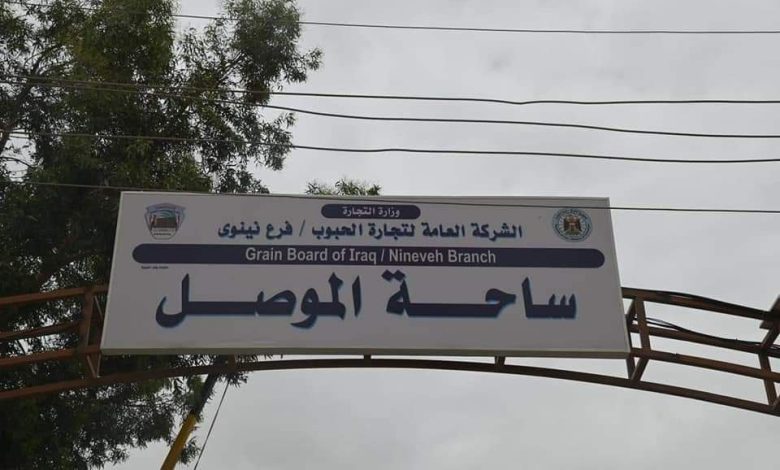 وزارة التجارة
الشركة العامة لتجارة الحبوب / فرع نينوى
Grain Board of Iraq / Nineveh Branch
ساحة الموصل